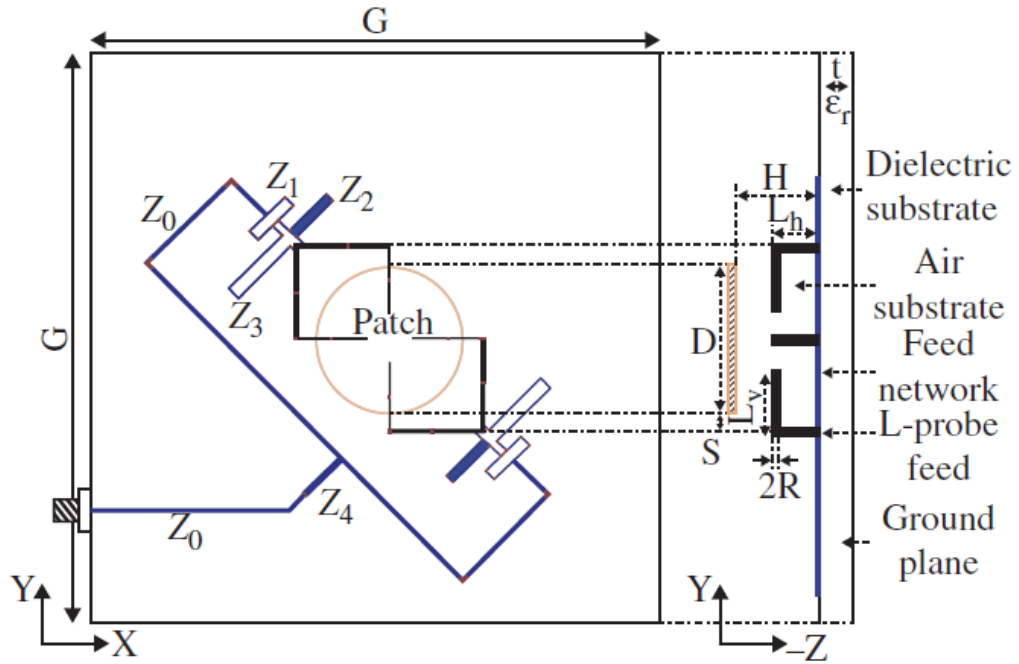 G
t
εr
Dielectric
substrate
H
Lh
Z1
Z2
Z0
Air
substrate
Z3
Patch
G
D
Feed
network
Lv
L-probe
feed
S
2R
Z4
Z0
Ground
plane
Y
X
Y
–Z